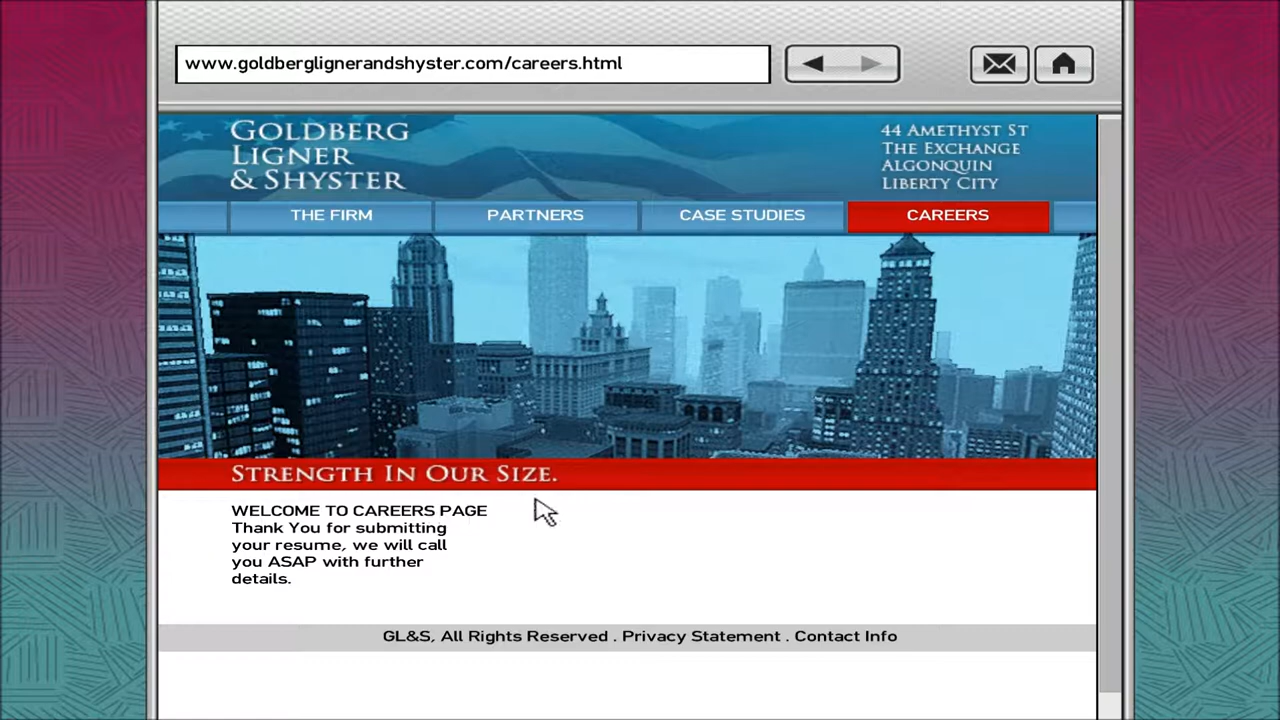 www.goldberglignerandshyster.com/careers.html
GOLDBERG
LIGNER
& SHYSTER
44 AMETHYST ST
THE EXCHANGE
ALGONQUIN
LIBERTY CITY
THE FIRM
PARTNERS
CASE STUDIES
CAREERS
STRENGTH IN OUR SIZE.
WELCOME TO CAREERS PAGE
Thank You for submitting
your resume, we will call
you ASAP with further
details.
GL&S, All Rights Reserved . Privacy Statement . Contact Info